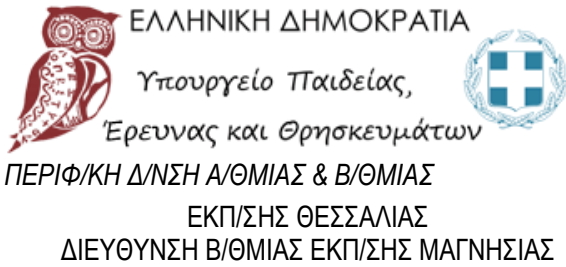 ΕΛΛΗΝΙΚΗ ΔΗΜΟΚΡΑΤΙΑ
Υπουργείο Παιδείας,
Έρευνας και Θρησκευμάτων
ΠΕΡΙΦ/ΚΗ Δ/ΝΣΗ Α/ΘΜΙΑΣ & Β/ΘΜΙΑΣ
ΕΚΠ/ΣΗΣ ΘΕΣΣΑΛΙΑΣ
ΔΙΕΥΘΥΝΣΗ Β/ΘΜΙΑΣ ΕΚΠ/ΣΗΣ ΜΑΓΝΗΣΙΑΣ